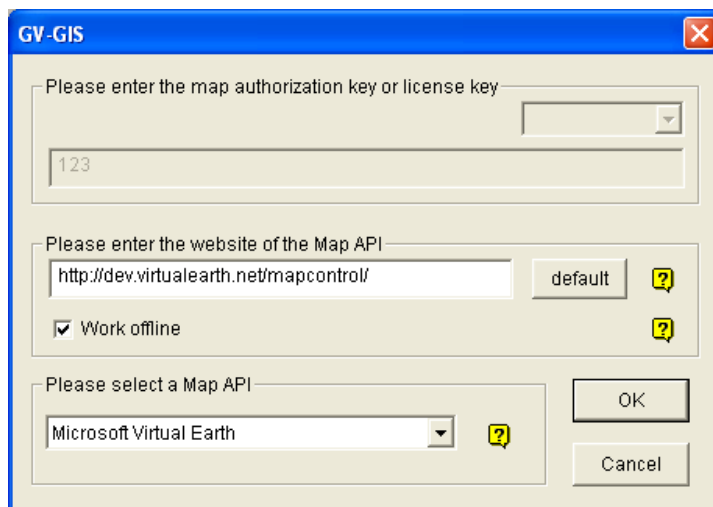 GV-GIS
Please enter the map authorization key or license key
123
Please enter the website of the Map API
http://dev.virtualearth.net/mapcontrol/
default
?
Work offline
?
Please select a Map API
Microsoft Virtual Earth
?
OK
Cancel